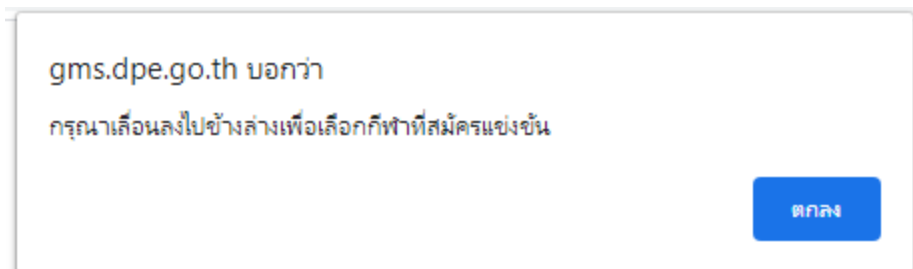 gms.dpe.go.th บอกว่า
กรุณาเลื่อนลงไปข้างล่างเพื่อเลือกกีฬาที่สมัครแข่งขัน
ตกลง